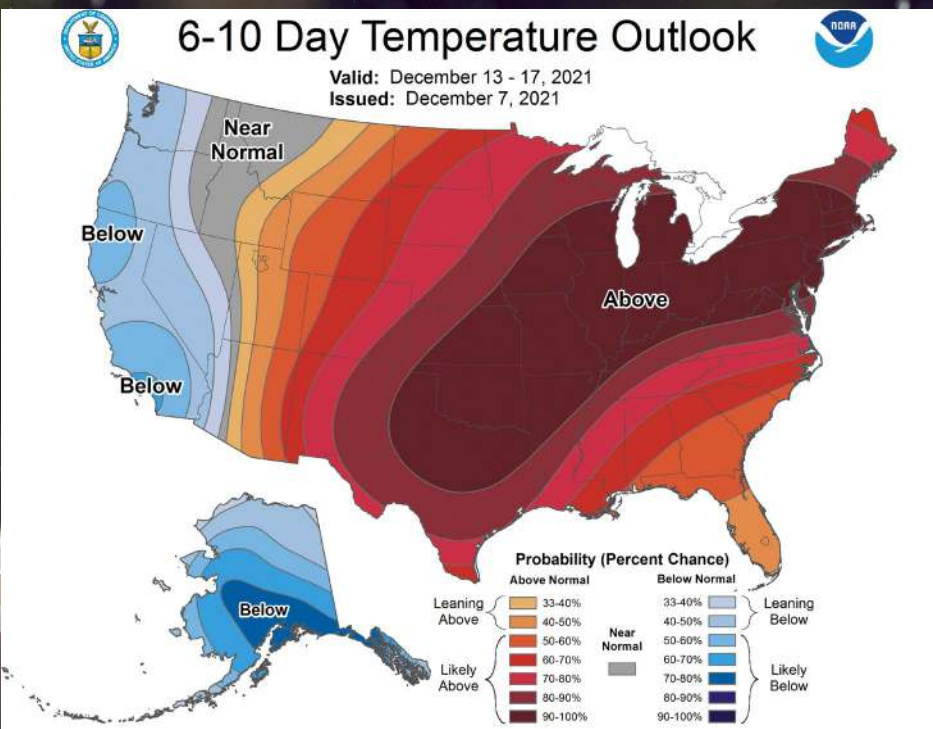 6-10 Day Temperature Outlook
Valid: December 13 - 17, 2021
Issued: December 7, 2021
NOAA
Near
Normal
Below
Above
Below
Below
Probability (Percent Chance)
Above Normal
Below Normal
Leaning
Above
33-40%
40-50%
Likely
Above
50-60%
60-70%
70-80%
80-90%
90-100%
Near
Normal
33-40%
40-50%
Leaning
Below
50-60%
60-70%
70-80%
80-90%
90-100%
Likely
Below